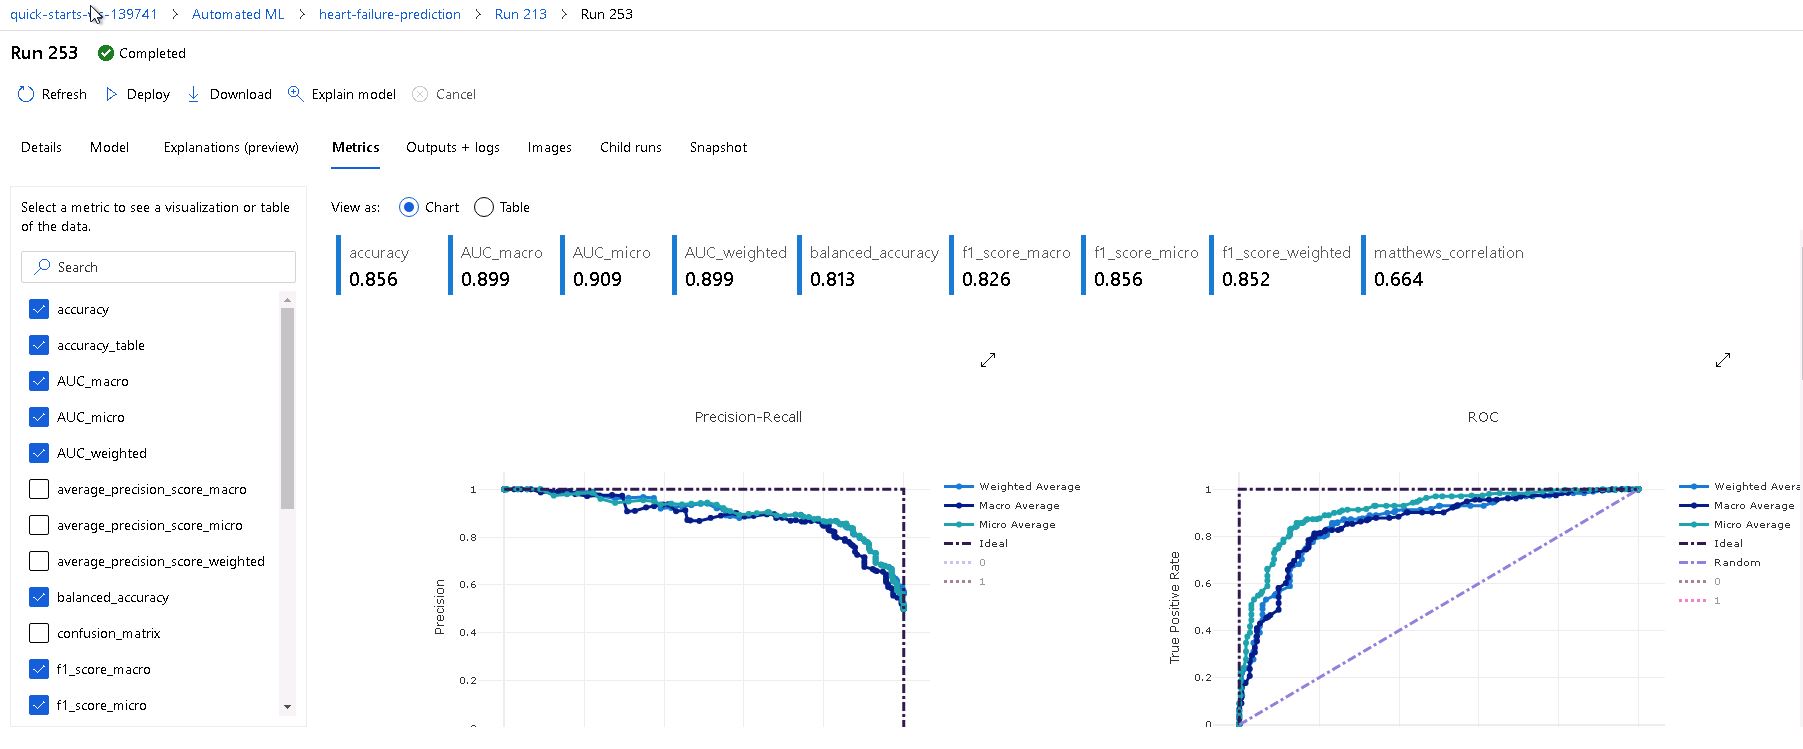 quick-starts-ws-139741 > Automated ML > heart-failure-prediction > Run 213 > Run 253
Run 253 Completed
Refresh Deploy Download Explain model Cancel
Details Model Explanations (preview) Metrics Outputs + logs Images Child runs Snapshot
Select a metric to see a visualization or table
of the data.
Search
accuracy
accuracy_table
AUC_macro
AUC_micro
AUC_weighted
average_precision_score_macro
average_precision_score_micro
average_precision_score_weighted
balanced_accuracy
confusion_matrix
f1_score_macro
f1_score_micro
View as: Chart Table
accuracy AUC_macro AUC_micro AUC_weighted balanced_accuracy f1_score_macro f1_score_micro f1_score_weighted matthews_correlation
0.856 0.899 0.909 0.899 0.813 0.826 0.856 0.852 0.664
Precision-Recall
1
0.8
0.6
0.4
0.2
0
Precision
Weighted Average
Macro Average
Micro Average
Ideal
0
1
ROC
1
0.8
0.6
0.4
0.2
0
True Positive Rate
Weighted Avera
Macro Average
Micro Average
Ideal
Random
0
1